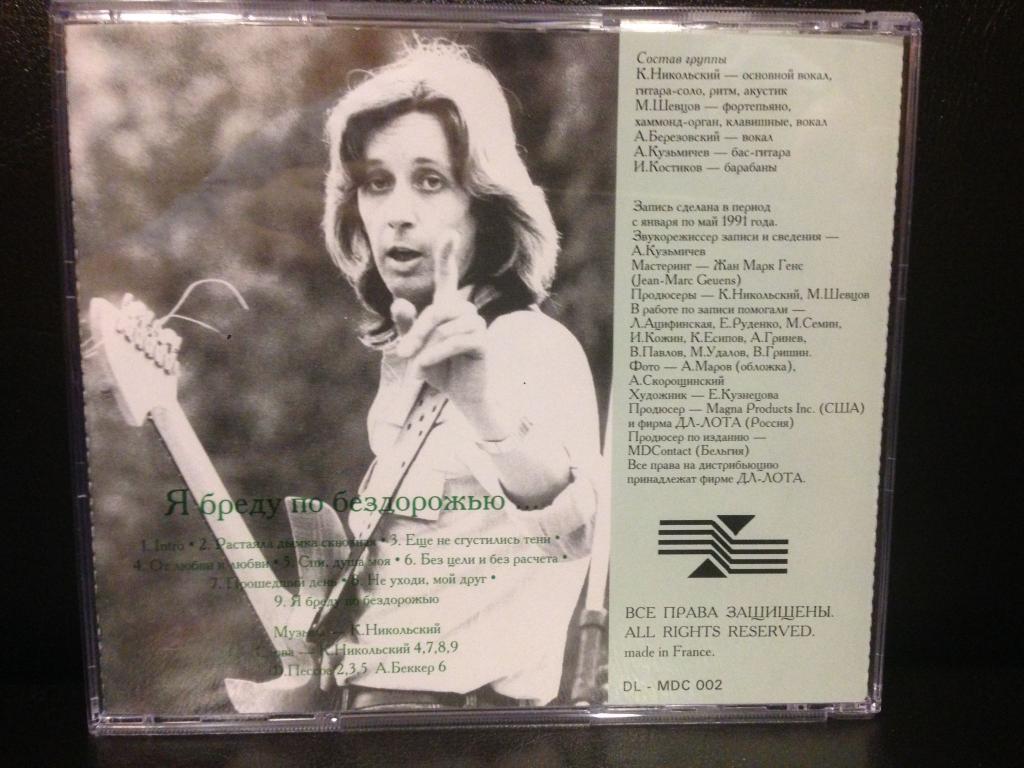 Я бреду по бездорожью ...
1. Intro • 2. Растаяла дымка сквозная • 3. Еще не сгустились тени •
4. От любви к любви • 5. Спи, душа моя • 6. Без цели и без расчета •
7. Прошедший день • 8. Не уходи, мой друг •
9. Я бреду по бездорожью
Музыка — К.Никольский
Слова — К.Никольский 4,7,8,9
Ф.Пессоа 2,3,5 А.Беккер 6
Состав группы
К.Никольский — основной вокал,
гитара-соло, ритм, акустик
М.Шевцов — фортепьяно,
хаммонд-орган, клавишные, вокал
А.Березовский — вокал
А.Кузьмичев — бас-гитара
И.Костиков — барабаны
Запись сделана в период
с января по май 1991 года.
Звукорежиссер записи и сведения —
А.Кузьмичев
Мастеринг — Жан Марк Генс
(Jean-Marc Geuens)
Продюсеры — К.Никольский, М.Шевцов
В работе по записи помогали —
Л.Ацифинская, Е.Руденко, М.Семин,
И.Кожин, К.Есипов, А.Гринев,
В.Павлов, М.Удалов, В.Гришин.
Фото — А.Маров (обложка),
А.Скорошинский
Художник — Е.Кузнецова
Продюсер — Magna Products Inc. (США)
и фирма ДЛ-ЛОТА (Россия)
Продюсер по изданию —
MDContact (Бельгия)
Все права на дистрибьюцию
принадлежат фирме ДЛ-ЛОТА.
ВСЕ ПРАВА ЗАЩИЩЕНЫ.
ALL RIGHTS RESERVED.
made in France.
DL - MDC 002